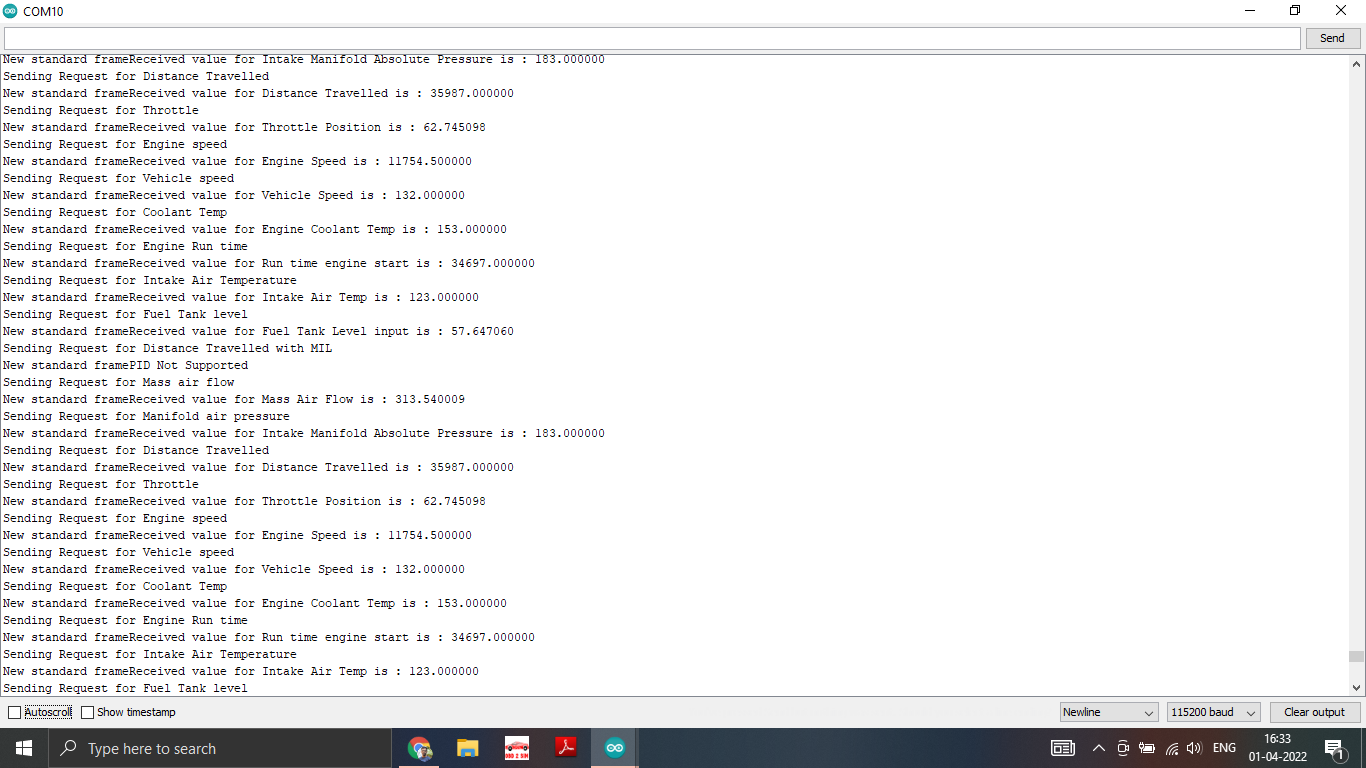 COM10
Send
New standard frameReceived value for Intake Manifold Absolute Pressure is : 183.000000
Sending Request for Distance Travelled
New standard frameReceived value for Distance Travelled is : 35987.000000
Sending Request for Throttle
New standard frameReceived value for Throttle Position is : 62.745098
Sending Request for Engine speed
New standard frameReceived value for Engine Speed is : 11754.500000
Sending Request for Vehicle speed
New standard frameReceived value for Vehicle Speed is : 132.000000
Sending Request for Coolant Temp
New standard frameReceived value for Engine Coolant Temp is : 153.000000
Sending Request for Engine Run time
New standard frameReceived value for Run time engine start is : 34697.000000
Sending Request for Intake Air Temperature
New standard frameReceived value for Intake Air Temp is : 123.000000
Sending Request for Fuel Tank level
New standard frameReceived value for Fuel Tank Level input is : 57.647060
Sending Request for Distance Travelled with MIL
New standard framePID Not Supported
Sending Request for Mass air flow
New standard frameReceived value for Mass Air Flow is : 313.540009
Sending Request for Manifold air pressure
New standard frameReceived value for Intake Manifold Absolute Pressure is : 183.000000
Sending Request for Distance Travelled
New standard frameReceived value for Distance Travelled is : 35987.000000
Sending Request for Throttle
New standard frameReceived value for Throttle Position is : 62.745098
Sending Request for Engine speed
New standard frameReceived value for Engine Speed is : 11754.500000
Sending Request for Vehicle speed
New standard frameReceived value for Vehicle Speed is : 132.000000
Sending Request for Coolant Temp
New standard frameReceived value for Engine Coolant Temp is : 153.000000
Sending Request for Engine Run time
New standard frameReceived value for Run time engine start is : 34697.000000
Sending Request for Intake Air Temperature
New standard frameReceived value for Intake Air Temp is : 123.000000
Sending Request for Fuel Tank level
Autoscroll Show timestamp Newline 115200 baud Clear output
Type here to search
OBD 2 SIM
ENG
16:33
01-04-2022
1